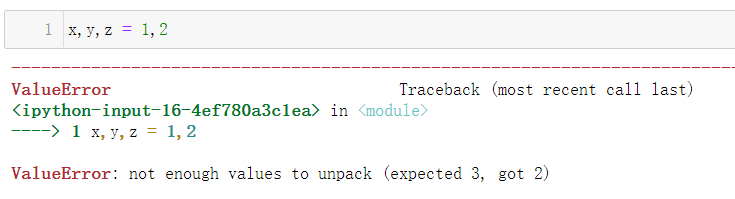 1 x,y,z = 1,2
---------------------------------------------------------------------------
ValueError                                Traceback (most recent call last)
<ipython-input-16-4ef780a3c1ea> in <module>
----> 1 x,y,z = 1,2
ValueError: not enough values to unpack (expected 3, got 2)